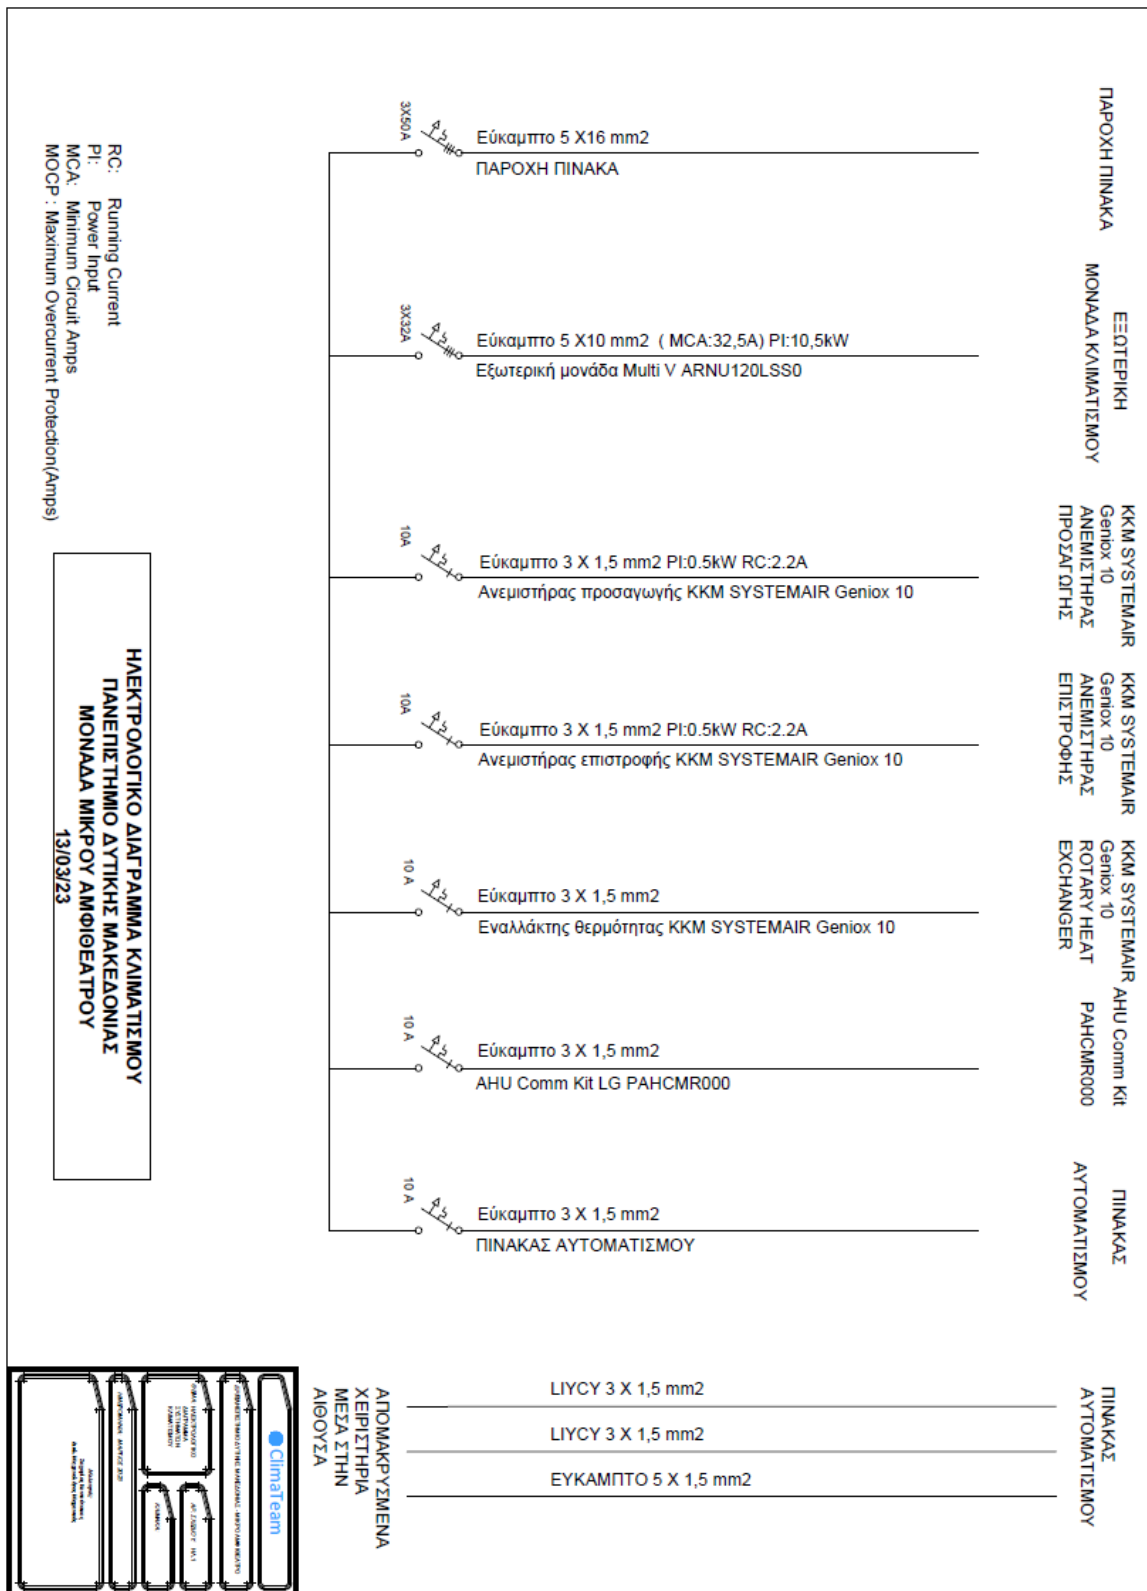 ΠΑΡΟΧΗ ΠΙΝΑΚΑ
3X50A
Εύκαμπτο 5 X16 mm2
ΠΑΡΟΧΗ ΠΙΝΑΚΑ
ΕΞΩΤΕΡΙΚΗ
ΜΟΝΑΔΑ ΚΛΙΜΑΤΙΣΜΟΥ
3X32A
Εύκαμπτο 5 X10 mm2 ( MCA:32,5A) PI:10,5kW
Εξωτερική μονάδα Multi V ARNU120LSS0
KKM SYSTEMAIR
Geniox 10
ΑΝΕΜΙΣΤΗΡΑΣ
ΠΡΟΣΑΓΩΓΗΣ
10A
Εύκαμπτο 3 X 1,5 mm2 PI:0.5kW RC:2.2A
Ανεμιστήρας προσαγωγής KKM SYSTEMAIR Geniox 10
KKM SYSTEMAIR
Geniox 10
ΑΝΕΜΙΣΤΗΡΑΣ
ΕΠΙΣΤΡΟΦΗΣ
10A
Εύκαμπτο 3 X 1,5 mm2 PI:0.5kW RC:2.2A
Ανεμιστήρας επιστροφής KKM SYSTEMAIR Geniox 10
KKM SYSTEMAIR
Geniox 10
ROTARY HEAT
EXCHANGER
10 A
Εύκαμπτο 3 X 1,5 mm2
Εναλλάκτης θερμότητας KKM SYSTEMAIR Geniox 10
AHU Comm Kit
PAHCMR000
10 A
Εύκαμπτο 3 X 1,5 mm2
AHU Comm Kit LG PAHCMR000
ΠΙΝΑΚΑΣ
ΑΥΤΟΜΑΤΙΣΜΟΥ
10 A
Εύκαμπτο 3 X 1,5 mm2
ΠΙΝΑΚΑΣ ΑΥΤΟΜΑΤΙΣΜΟΥ
ΠΙΝΑΚΑΣ
ΑΥΤΟΜΑΤΙΣΜΟΥ
LIYCY 3 X 1,5 mm2
LIYCY 3 X 1,5 mm2
ΕΥΚΑΜΠΤΟ 5 X 1,5 mm2
ΑΠΟΜΑΚΡΥΣΜΕΝΑ
ΧΕΙΡΙΣΤΗΡΙΑ
ΜΕΣΑ ΣΤΗΝ
ΑΙΘΟΥΣΑ
RC: Running Current
PI: Power Input
MCA: Minimum Circuit Amps
MOCP : Maximum Overcurrent Protection(Amps)
ΗΛΕΚΤΡΟΛΟΓΙΚΟ ΔΙΑΓΡΑΜΜΑ ΚΛΙΜΑΤΙΣΜΟΥ
ΠΑΝΕΠΙΣΤΗΜΙΟ ΔΥΤΙΚΗΣ ΜΑΚΕΔΟΝΙΑΣ
ΜΟΝΑΔΑ ΜΙΚΡΟΥ ΑΜΦΙΘΕΑΤΡΟΥ
13/03/23
ClimaTeam